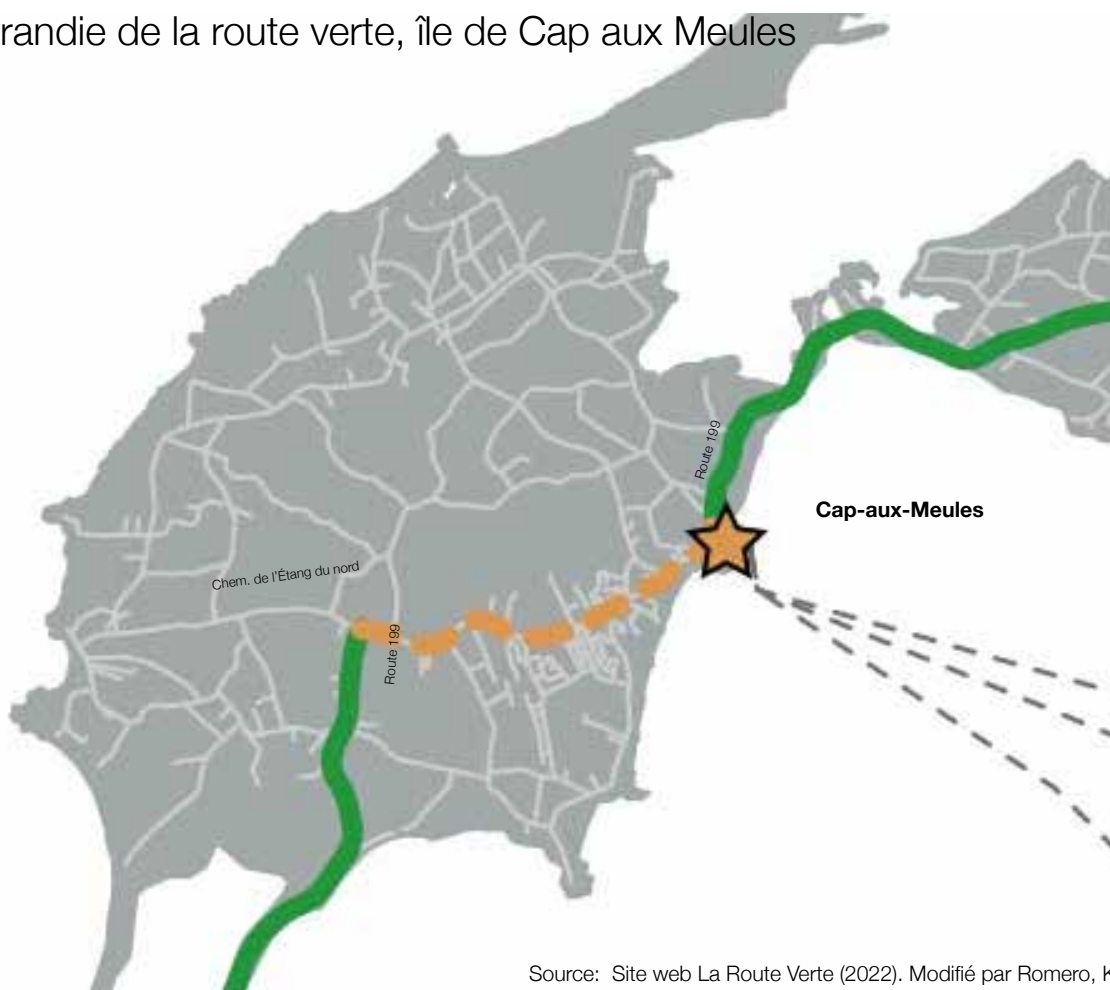 randie de la route verte, île de Cap aux Meules
Route 199
Cap-aux-Meules
Chem. de l'Étang du nord
Route 199
Source: Site web La Route Verte (2022). Modifié par Romero, K